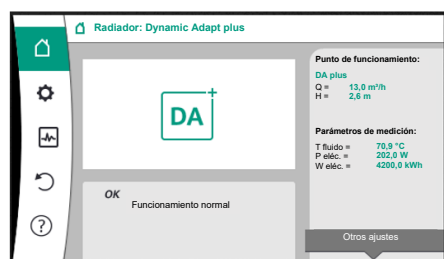 Radiador: Dynamic Adapt plus
DA+
OK
Funcionamiento normal
Punto de funcionamiento:
DA plus
Q = 13,0 m³/h
H = 2,6 m
Parámetros de medición:
T fluido = 70,9 °C
P eléc. = 202,0 W
W eléc. = 4200,0 kWh
Otros ajustes
?